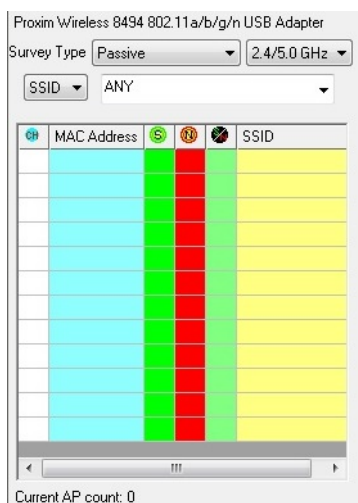 Proxim Wireless 8494 802.11a/b/g/n USB Adapter
Survey Type Passive 2.4/5.0 GHz
SSID ANY
CH MAC Address S N SSID
Current AP count: 0